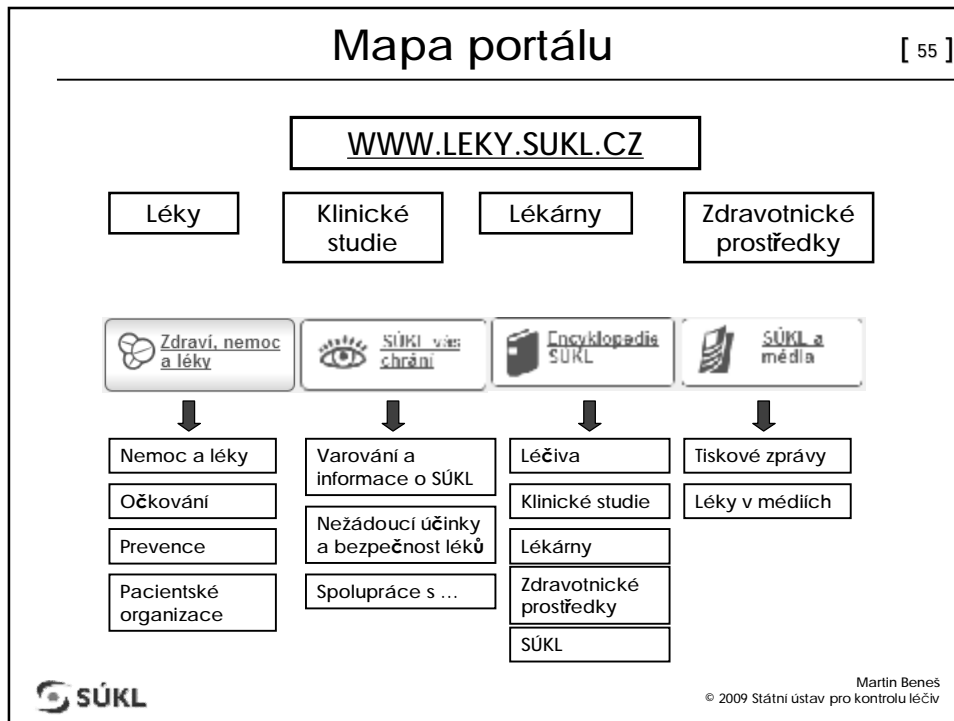 Mapa portálu
[ 55 ]
WWW.LEKY.SUKL.CZ
Léky
Klinické
studie
Lékárny
Zdravotnické
prostředky
Zdraví, nemoc
a léky
SÚKL vás
chrání
Encyklopedie
SÚKL
SÚKL a
média
Nemoc a léky
Očkování
Prevence
Pacientské
organizace
Varování a
informace o SÚKL
Nežádoucí účinky
a bezpečnost léků
Spolupráce s ...
Léčiva
Klinické studie
Lékárny
Zdravotnické
prostředky
SÚKL
Tiskové zprávy
Léky v médiích
SÚKL
Martin Beneš
© 2009 Státní ústav pro kontrolu léčiv